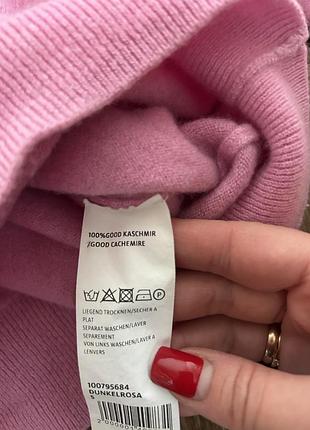 100%GOOD KASCHMIR
/GOOD CACHEMIRE
P
LIEGEND TROCKNEN/SECHER A
PLAT
SEPARAT WASCHEN/LAVER
SEPAREMENT
VON LINKS WASCHEN/LAVER A
LENVERS
100795684
DUNKELROSA
S